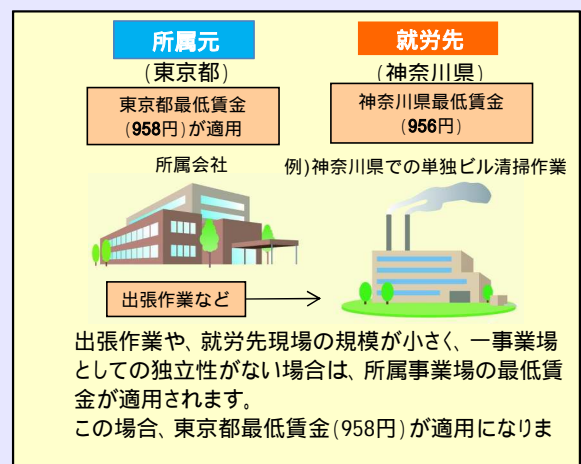 所属元 就労先
(東京都) (神奈川県)
東京都最低賃金 神奈川県最低賃金
(958円)が適用 (956円)
所属会社 例)神奈川県での単独ビル清掃作業
出張作業など
出張作業や、就労先現場の規模が小さく、一事業場
としての独立性がない場合は、所属事業場の最低賃
金が適用されます。
この場合、東京都最低賃金(958円)が適用になりま